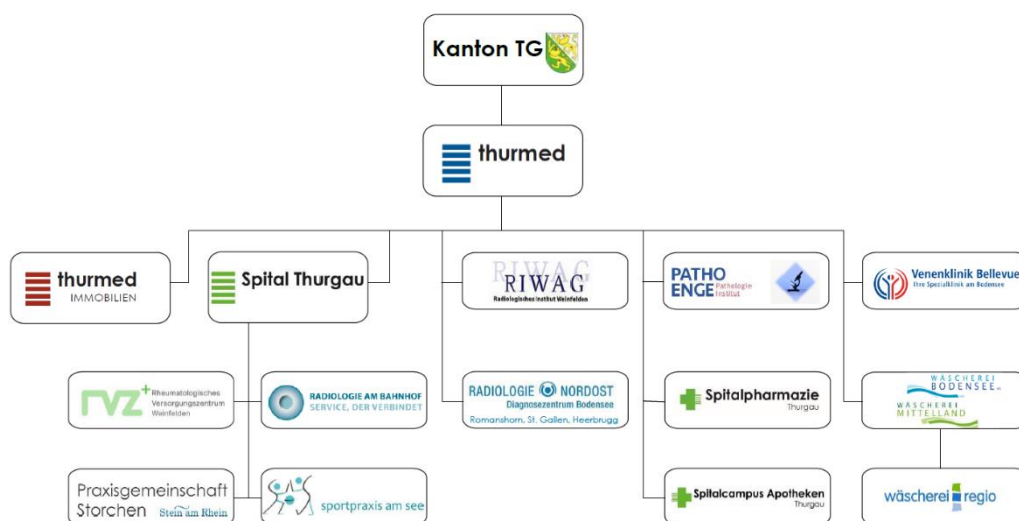 Kanton TG
thurmed
thurmed
IMMOBILIEN
Spital Thurgau
RIWAG
RIWAG
Radiologisches Institut Weinfelden
PATHO
ENGE Pathologie
Institut
Venenklinik Bellevue
Ihre Spezialklinik am Bodensee
rvz+
Rheumatologisches
Versorgungszentrum
Weinfelden
RADIOLOGIE AM BAHNHOF
SERVICE, DER VERBINDET
RADIOLOGIE NORDOST
Diagnosezentrum Bodensee
Romanshorn, St. Gallen, Heerbrugg
Spitalpharmazie
Thurgau
WÄSCHEREI
BODENSEE
WÄSCHEREI
MITTELLAND
Praxisgemeinschaft
Storchen Stein am Rhein
sportpraxis am see
Spitalcampus Apotheken
Thurgau
wäscherei regio